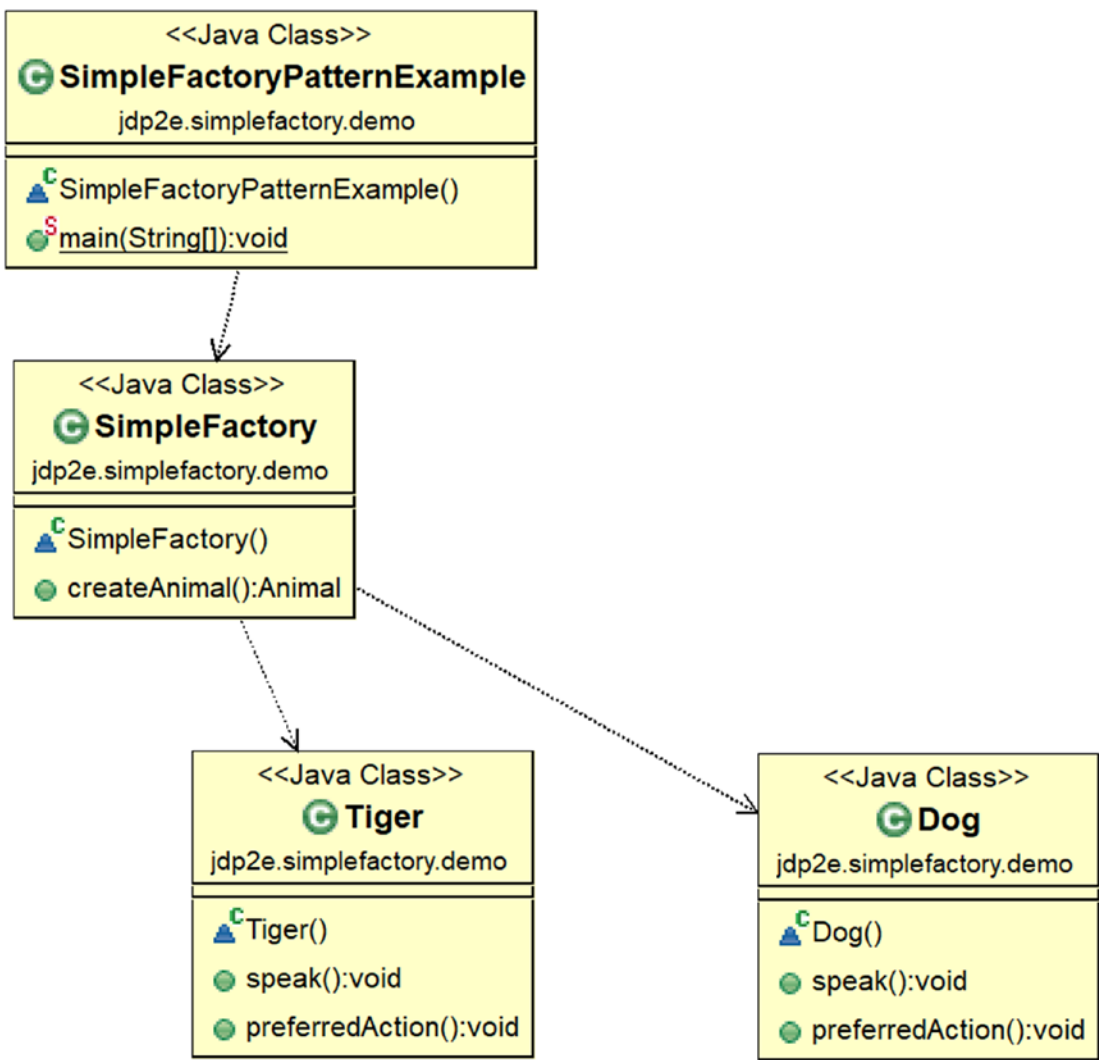 <<Java Class>>
C SimpleFactoryPatternExample
jdp2e.simplefactory.demo
C SimpleFactoryPatternExample()
S main(String[]):void
<<Java Class>>
C SimpleFactory
jdp2e.simplefactory.demo
C SimpleFactory()
createAnimal():Animal
<<Java Class>>
C Tiger
jdp2e.simplefactory.demo
C Tiger()
speak():void
preferredAction():void
<<Java Class>>
C Dog
jdp2e.simplefactory.demo
C Dog()
speak():void
preferredAction():void